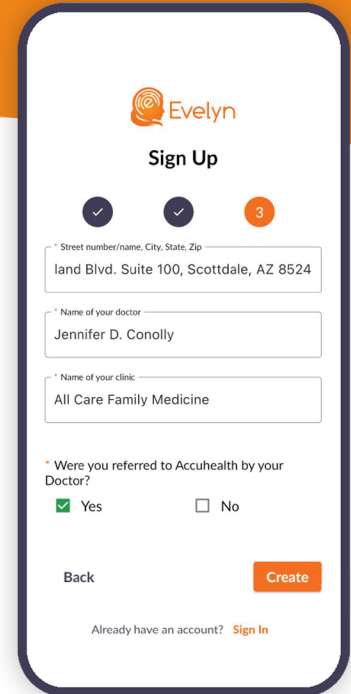 Evelyn
Sign Up
3
* Street number/name, City, State, Zip
land Blvd. Suite 100, Scottdale, AZ 8524
* Name of your doctor
Jennifer D. Conolly
* Name of your clinic
All Care Family Medicine
* Were you referred to Accuhealth by your
Doctor?
Yes No
Back Create
Already have an account? Sign In